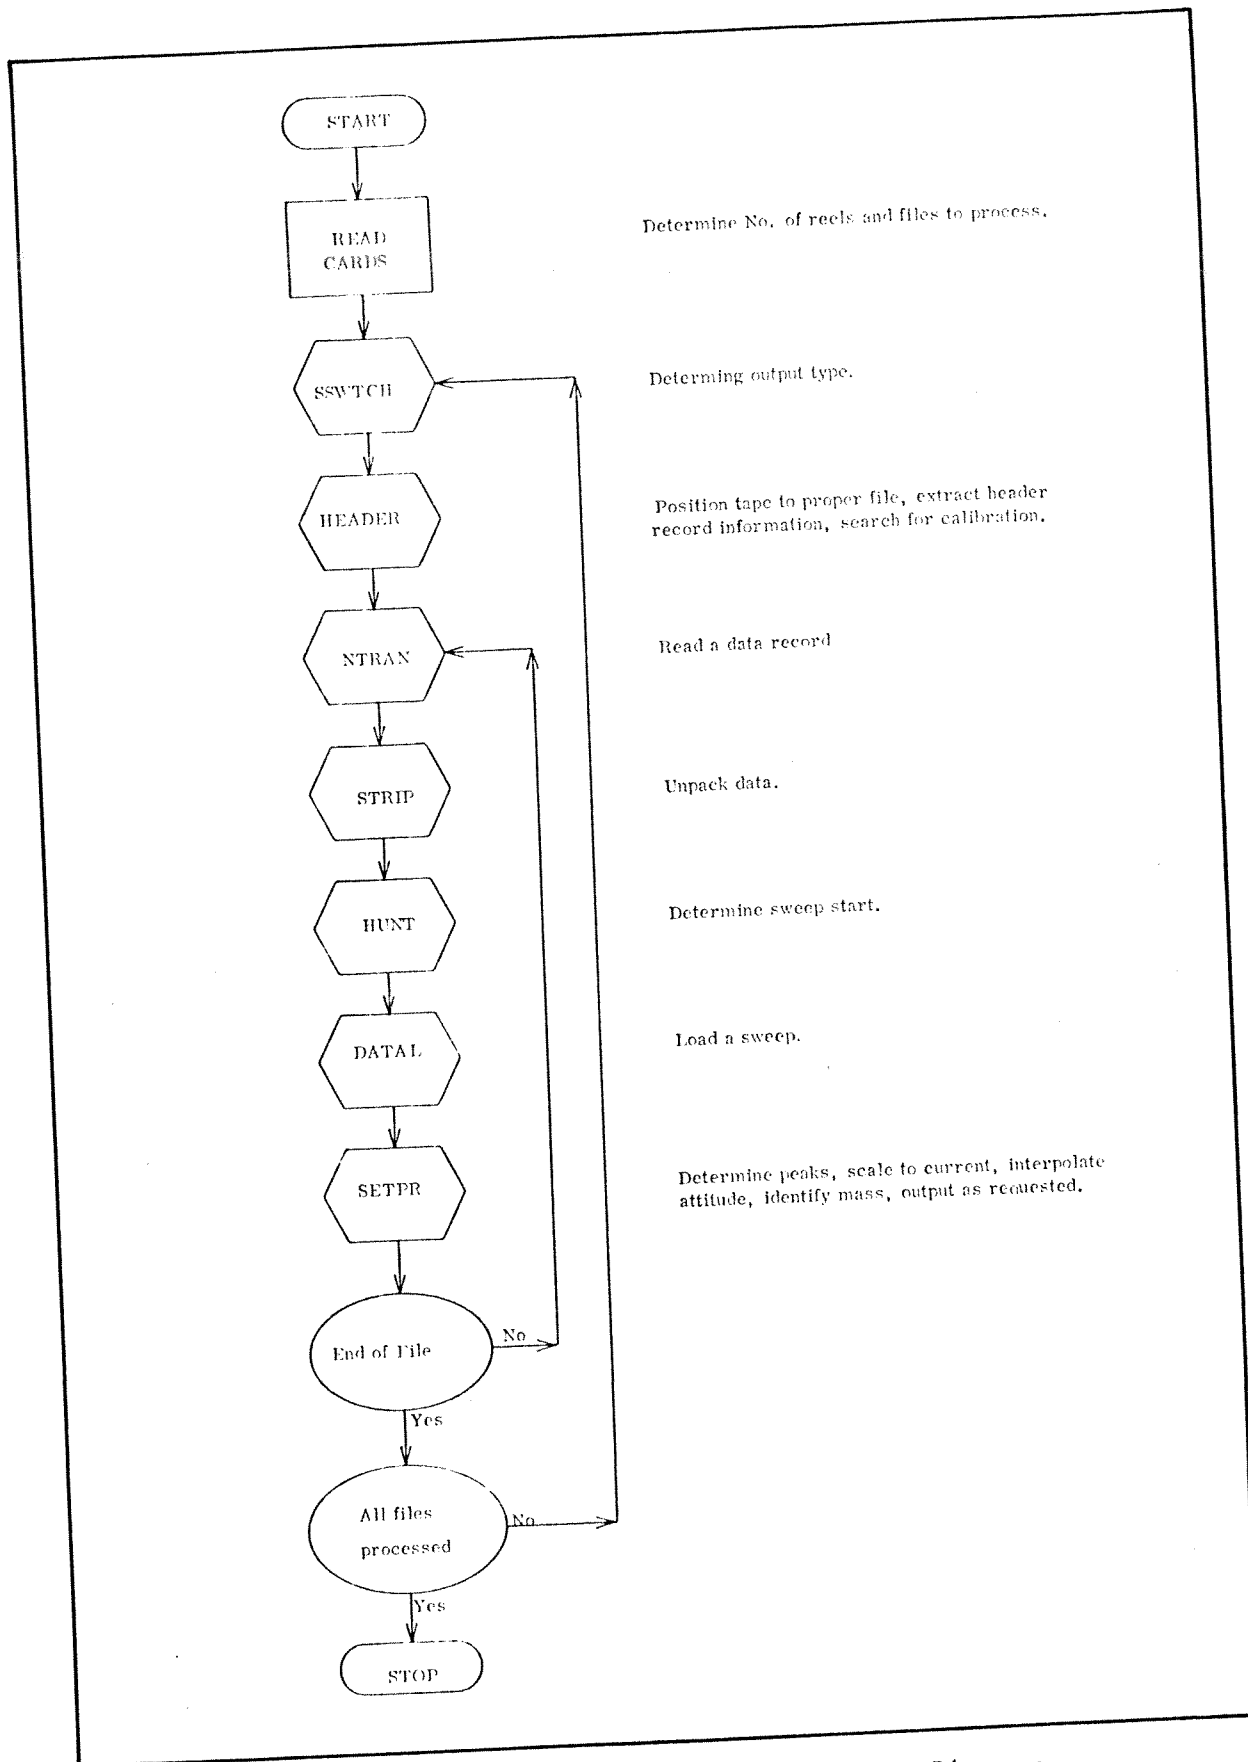 START
READ
CARDS
Determine No. of reels and files to process.
SSWTCH
Determing output type.
HEADER
Position tape to proper file, extract header
record information, search for calibration.
NTRAN
Read a data record
STRIP
Unpack data.
HUNT
Determine sweep start.
DATAL
Load a sweep.
SETPR
Determine peaks, scale to current, interpolate
attitude, identify mass, output as requested.
End of File
No
Yes
All files
processed
No
Yes
STOP